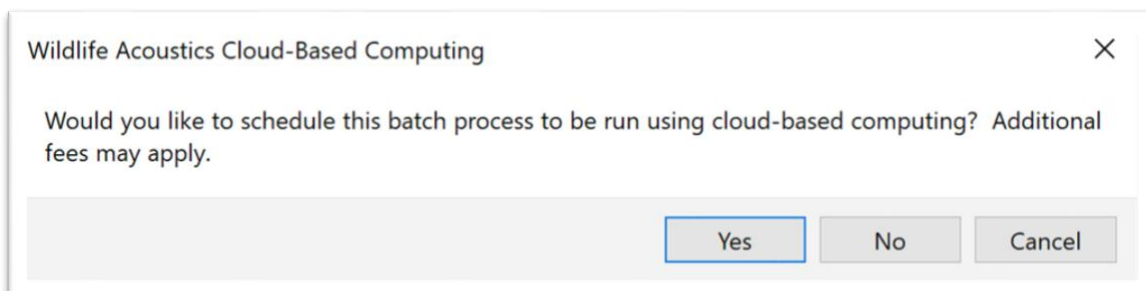 Wildlife Acoustics Cloud-Based Computing
Would you like to schedule this batch process to be run using cloud-based computing?  Additional
fees may apply.
Yes No Cancel